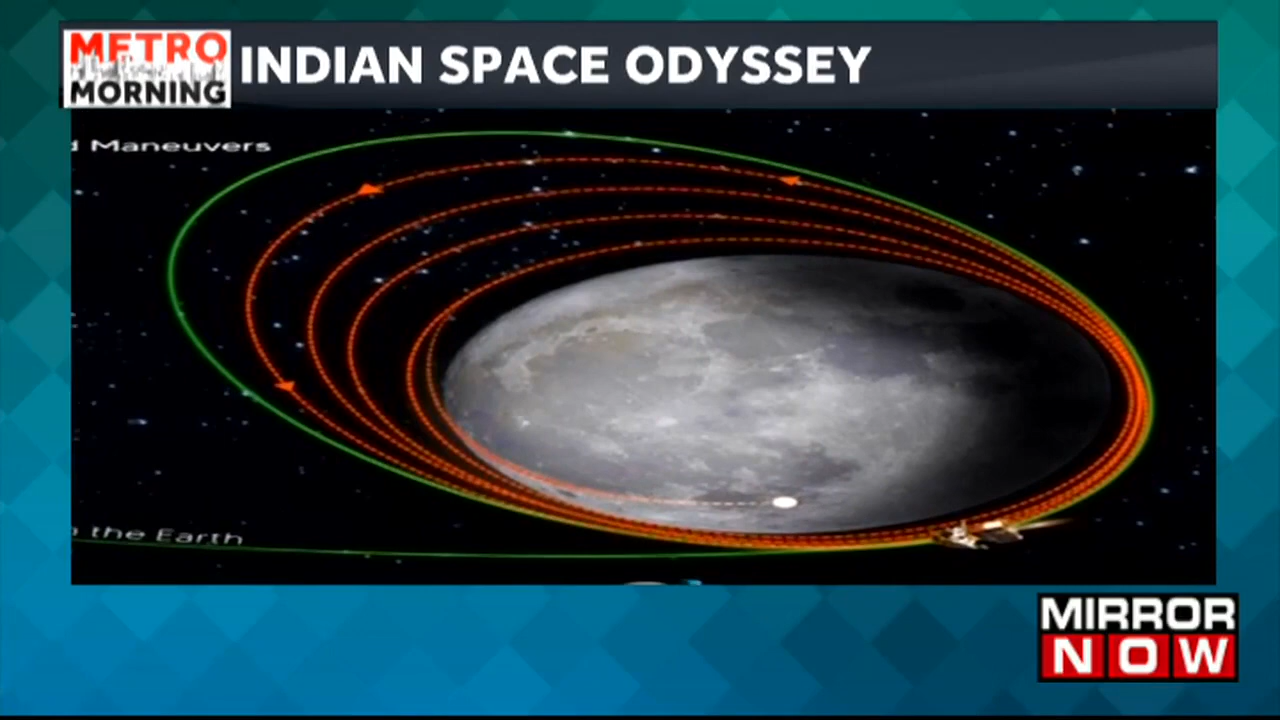 METRO
MORNING
INDIAN SPACE ODYSSEY
d Maneuvers
the Earth
MIRROR
NOW